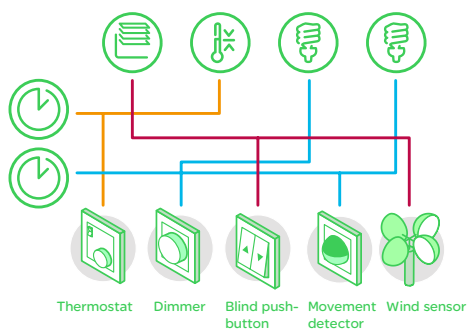 Thermostat
Dimmer
Blind push-
button
Movement
detector
Wind sensor